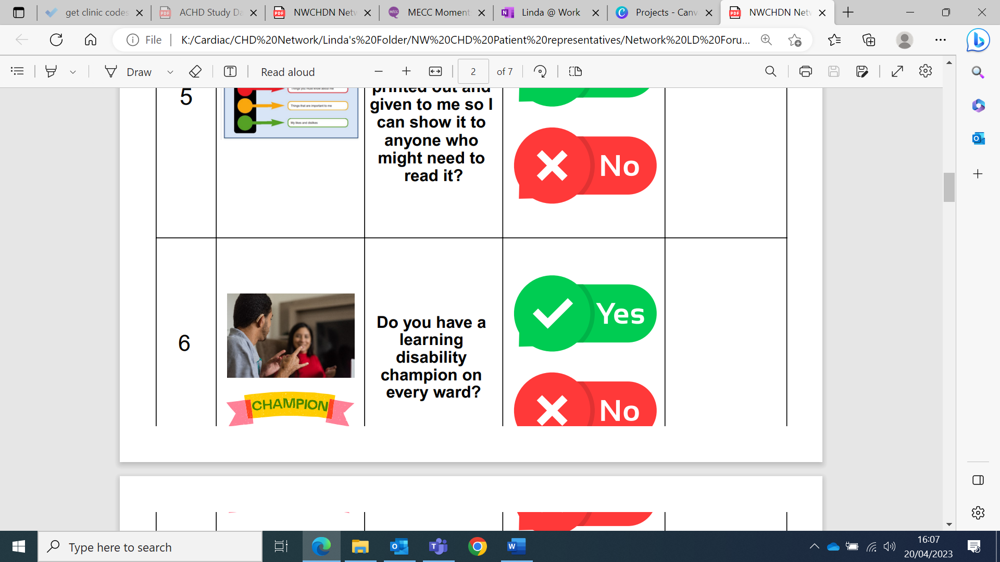 get clinic codes
ACHD Study Da
NWCHDN Netw
MECC Moment
Linda @ Work
Projects - Canv
NWCHDN Netw
File
K:/Cardiac/CHD%20Network/Linda's%20Folder/NW%20CHD%20Patient%20representatives/Network%20LD%20Foru...
Draw
Read aloud
2
of 7
5
Things you must know about me
Things that are important to me
My likes and dislikes
printed out and
given to me so I
can show it to
anyone who
might need to
read it?
No
6
CHAMPION
Do you have a
learning
disability
champion on
every ward?
Yes
No
Type here to search
16:07
20/04/2023